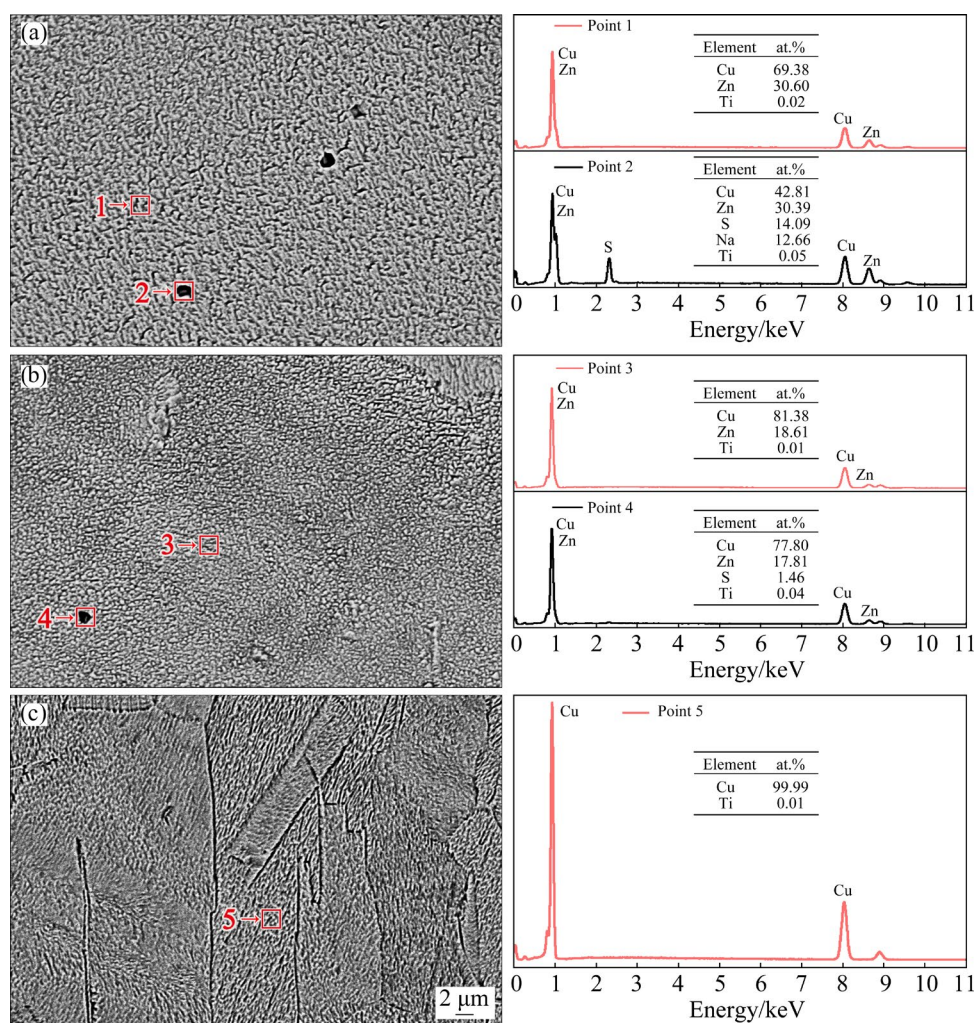 (a)
1
2
Point 1
Cu
Zn
Element at.%
Cu 69.38
Zn 30.60
Ti 0.02
Cu
Zn
Point 2
Cu
Zn
S
Element at.%
Cu 42.81
Zn 30.39
S 14.09
Na 12.66
Ti 0.05
Cu
Zn
0 1 2 3 4 5 6 7 8 9 10 11
Energy/keV
(b)
3
4
Point 3
Cu
Zn
Element at.%
Cu 81.38
Zn 18.61
Ti 0.01
Cu
Zn
Point 4
Cu
Zn
Element at.%
Cu 77.80
Zn 17.81
S 1.46
Ti 0.04
Cu
Zn
0 1 2 3 4 5 6 7 8 9 10 11
Energy/keV
(c)
5
2 μm
Cu
Point 5
Element at.%
Cu 99.99
Ti 0.01
Cu
0 1 2 3 4 5 6 7 8 9 10 11
Energy/keV